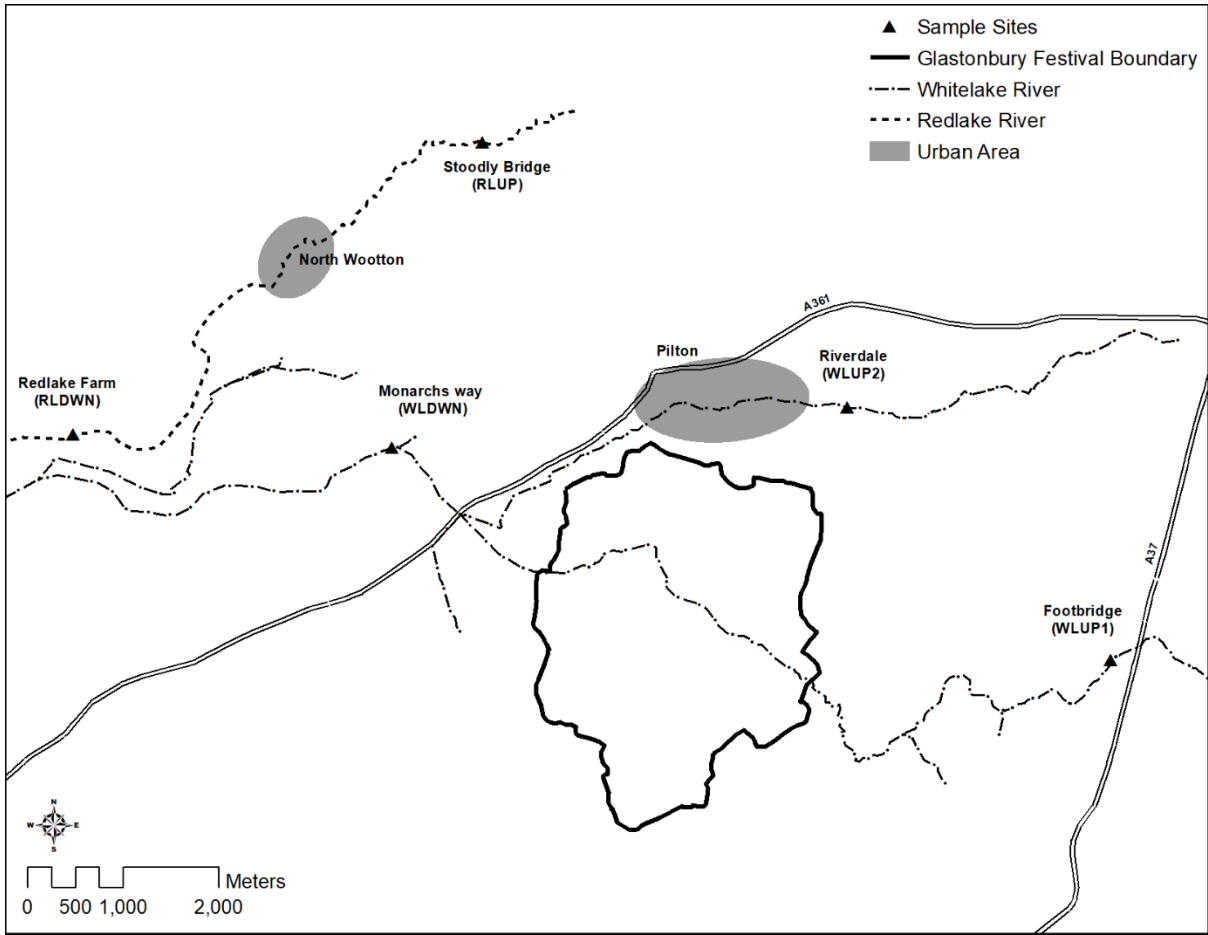 Sample Sites
Glastonbury Festival Boundary
Whitelake River
Redlake River
Urban Area
Stoodly Bridge
(RLUP)
North Wootton
A361
Pilton
Riverdale
(WLUP2)
Redlake Farm
(RLDWN)
Monarchs way
(WLDWN)
A37
Footbridge
(WLUP1)
N
W E
S
Meters
0 500 1,000 2,000